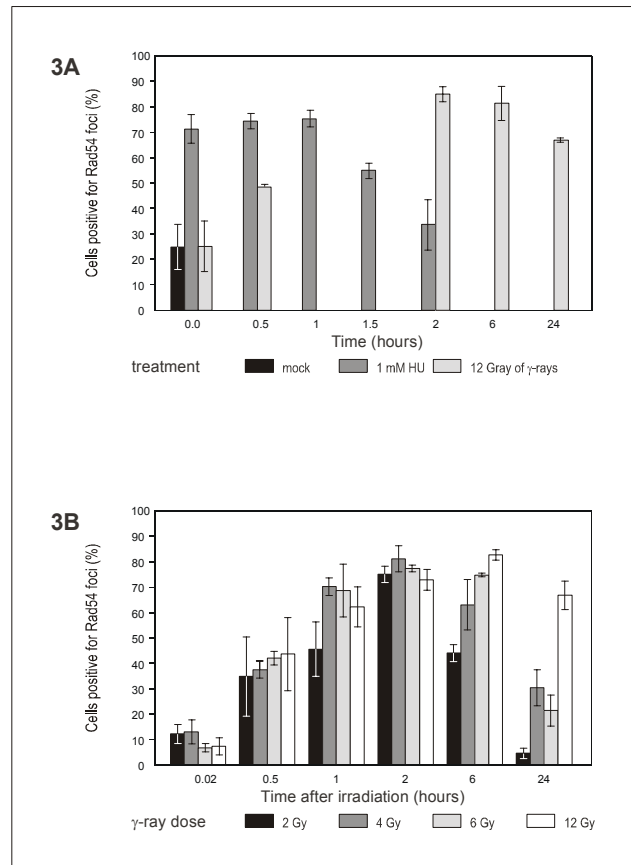 3A
Cells positive for Rad54 foci (%)
100
90
80
70
60
50
40
30
20
10
0
0.0 0.5 1 1.5 2 6 24
Time (hours)
treatment mock 1 mM HU 12 Gray of γ-rays
3B
Cells positive for Rad54 foci (%)
100
90
80
70
60
50
40
30
20
10
0
0.02 0.5 1 2 6 24
Time after irradiation (hours)
γ-ray dose 2 Gy 4 Gy 6 Gy 12 Gy